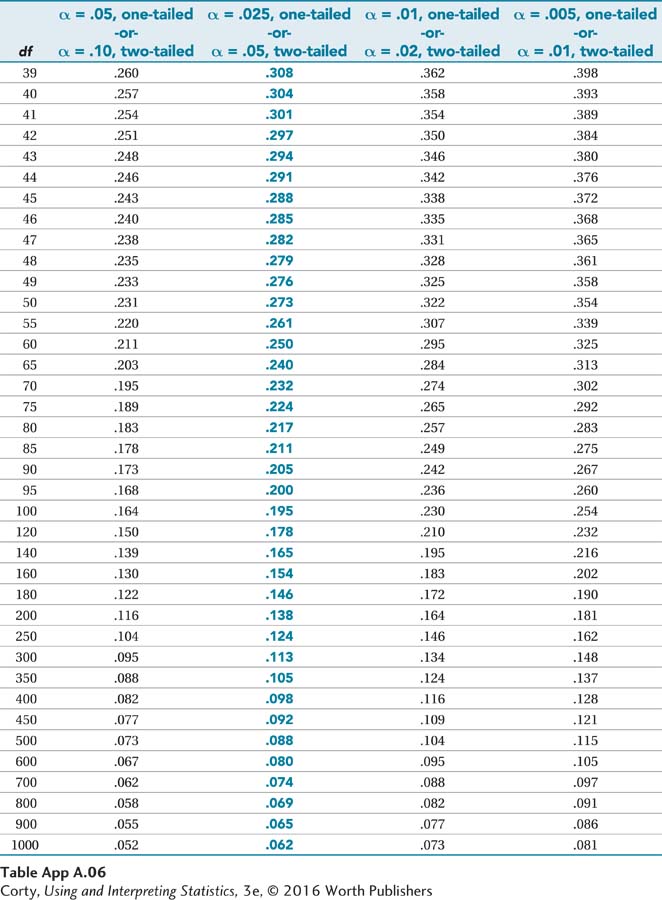 α = .05, one-tailed α = .025, one-tailed α = .01, one-tailed α = .005, one-tailed
-or- -or- -or- -or-
df α = .10, two-tailed α = .05, two-tailed α = .02, two-tailed α = .01, two-tailed
39 .260 .308 .362 .398
40 .257 .304 .358 .393
41 .254 .301 .354 .389
42 .251 .297 .350 .384
43 .248 .294 .346 .380
44 .246 .291 .342 .376
45 .243 .288 .338 .372
46 .240 .285 .335 .368
47 .238 .282 .331 .365
48 .235 .279 .328 .361
49 .233 .276 .325 .358
50 .231 .273 .322 .354
55 .220 .261 .307 .339
60 .211 .250 .295 .325
65 .203 .240 .284 .313
70 .195 .232 .274 .302
75 .189 .224 .265 .292
80 .183 .217 .257 .283
85 .178 .211 .249 .275
90 .173 .205 .242 .267
95 .168 .200 .236 .260
100 .164 .195 .230 .254
120 .150 .178 .210 .232
140 .139 .165 .195 .216
160 .130 .154 .183 .202
180 .122 .146 .172 .190
200 .116 .138 .164 .181
250 .104 .124 .146 .162
300 .095 .113 .134 .148
350 .088 .105 .124 .137
400 .082 .098 .116 .128
450 .077 .092 .109 .121
500 .073 .088 .104 .115
600 .067 .080 .095 .105
700 .062 .074 .088 .097
800 .058 .069 .082 .091
900 .055 .065 .077 .086
1000 .052 .062 .073 .081
Table App A.06
Corty, Using and Interpreting Statistics, 3e, © 2016 Worth Publishers